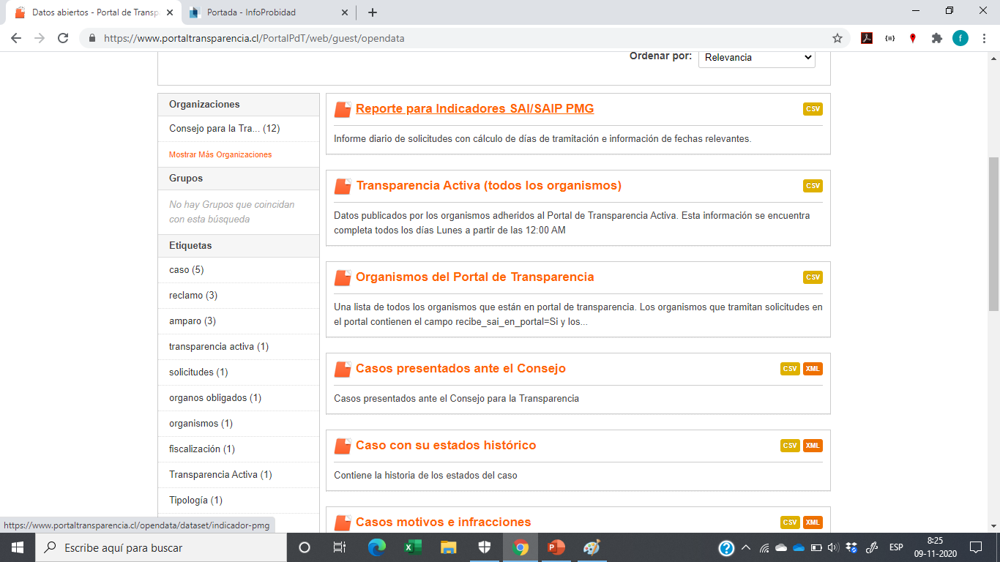 Datos abiertos - Portal de Transp
Portada - InfoProbidad
https://www.portaltransparencia.cl/PortalPdT/web/guest/opendata
f
Ordenar por:
Relevancia
Organizaciones
Consejo para la Tra... (12)
Mostrar Más Organizaciones
Grupos
No hay Grupos que coincidan
con esta búsqueda
Etiquetas
caso (5)
reclamo (3)
amparo (3)
transparencia activa (1)
solicitudes (1)
organos obligados (1)
organismos (1)
fiscalización (1)
Transparencia Activa (1)
Tipología (1)
Reporte para Indicadores SAI/SAIP PMG
CSV
Informe diario de solicitudes con cálculo de días de tramitación e información de fechas relevantes.
Transparencia Activa (todos los organismos)
CSV
Datos publicados por los organismos adheridos al Portal de Transparencia Activa. Esta información se encuentra
completa todos los días Lunes a partir de las 12:00 AM
Organismos del Portal de Transparencia
CSV
Una lista de todos los organismos que están en portal de transparencia. Los organismos que tramitan solicitudes en
el portal contienen el campo recibe_sai_en_portal=Si y los...
Casos presentados ante el Consejo
CSV XML
Casos presentados ante el Consejo para la Transparencia
Caso con su estados histórico
CSV XML
Contiene la historia de los estados del caso
Casos motivos e infracciones
CSV XML
https://www.portaltransparencia.cl/opendata/dataset/indicador-pmg
Escribe aquí para buscar
ESP
8:25
09-11-2020